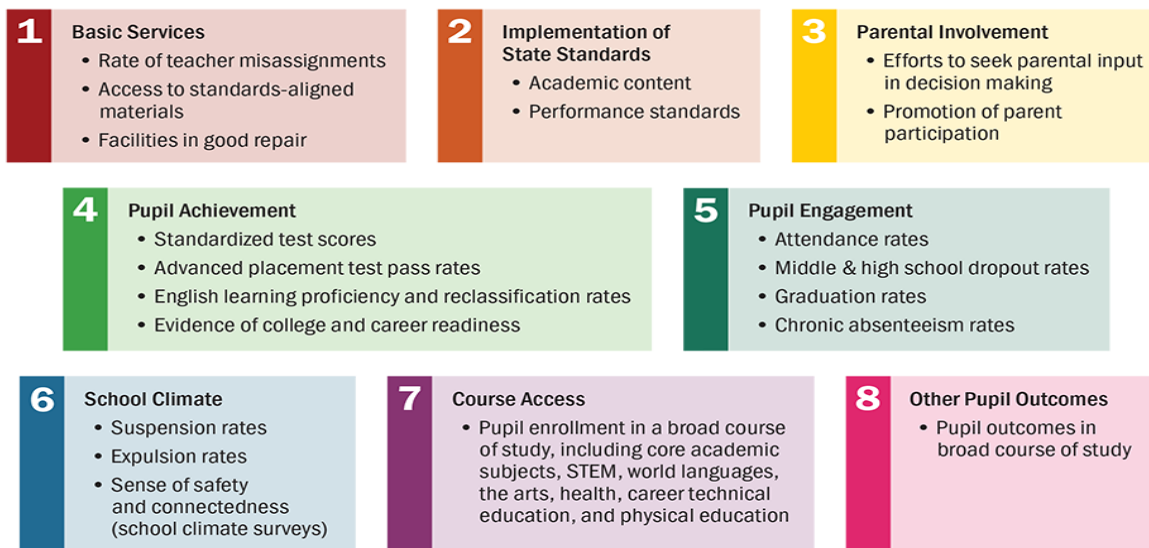 1
Basic Services
• Rate of teacher misassignments
• Access to standards-aligned
materials
• Facilities in good repair
2
Implementation of
State Standards
• Academic content
• Performance standards
3
Parental Involvement
• Efforts to seek parental input
in decision making
• Promotion of parent
participation
4
Pupil Achievement
• Standardized test scores
• Advanced placement test pass rates
• English learning proficiency and reclassification rates
• Evidence of college and career readiness
5
Pupil Engagement
• Attendance rates
• Middle & high school dropout rates
• Graduation rates
• Chronic absenteeism rates
6
School Climate
• Suspension rates
• Expulsion rates
• Sense of safety
and connectedness
(school climate surveys)
7
Course Access
• Pupil enrollment in a broad course
of study, including core academic
subjects, STEM, world languages,
the arts, health, career technical
education, and physical education
8
Other Pupil Outcomes
• Pupil outcomes in
broad course of study